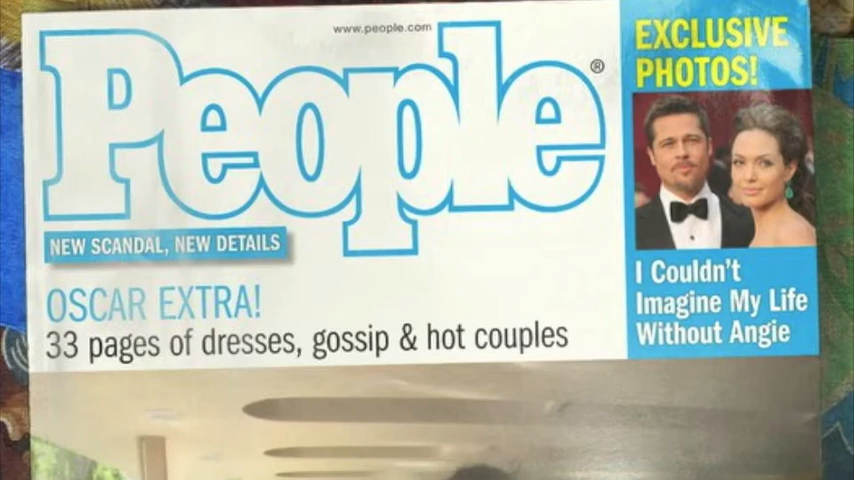 www.people.com
People®
NEW SCANDAL, NEW DETAILS
OSCAR EXTRA!
33 pages of dresses, gossip & hot couples
EXCLUSIVE
PHOTOS!
I Couldn't
Imagine My Life
Without Angie